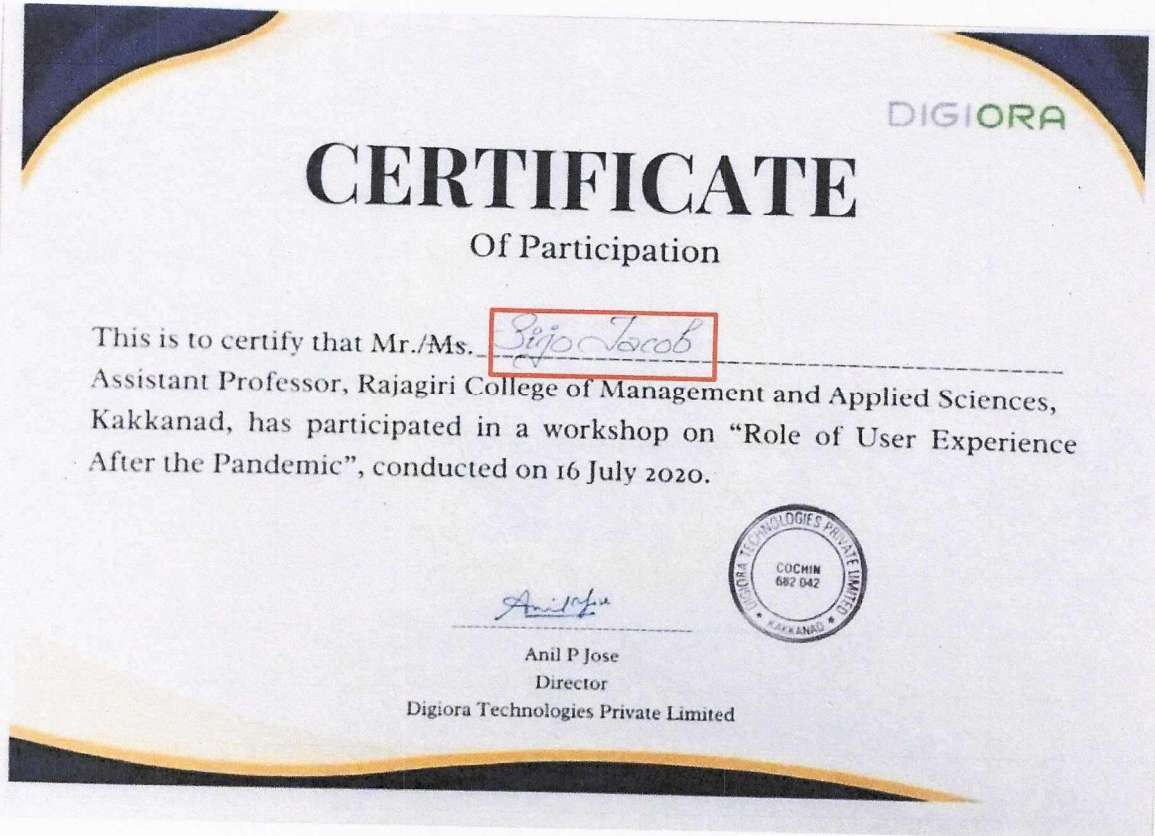 DIGIORA
CERTIFICATE
Of Participation
This is to certify that Mr./Ms. Sijo Jacob
Assistant Professor, Rajagiri College of Management and Applied Sciences,
Kakkanad, has participated in a workshop on “Role of User Experience
After the Pandemic”, conducted on 16 July 2020.
DIGIORA TECHNOLOGIES PRIVATE LIMITED
COCHIN
682 042
KAKKANAD
Anil P Jose
Director
Digiora Technologies Private Limited